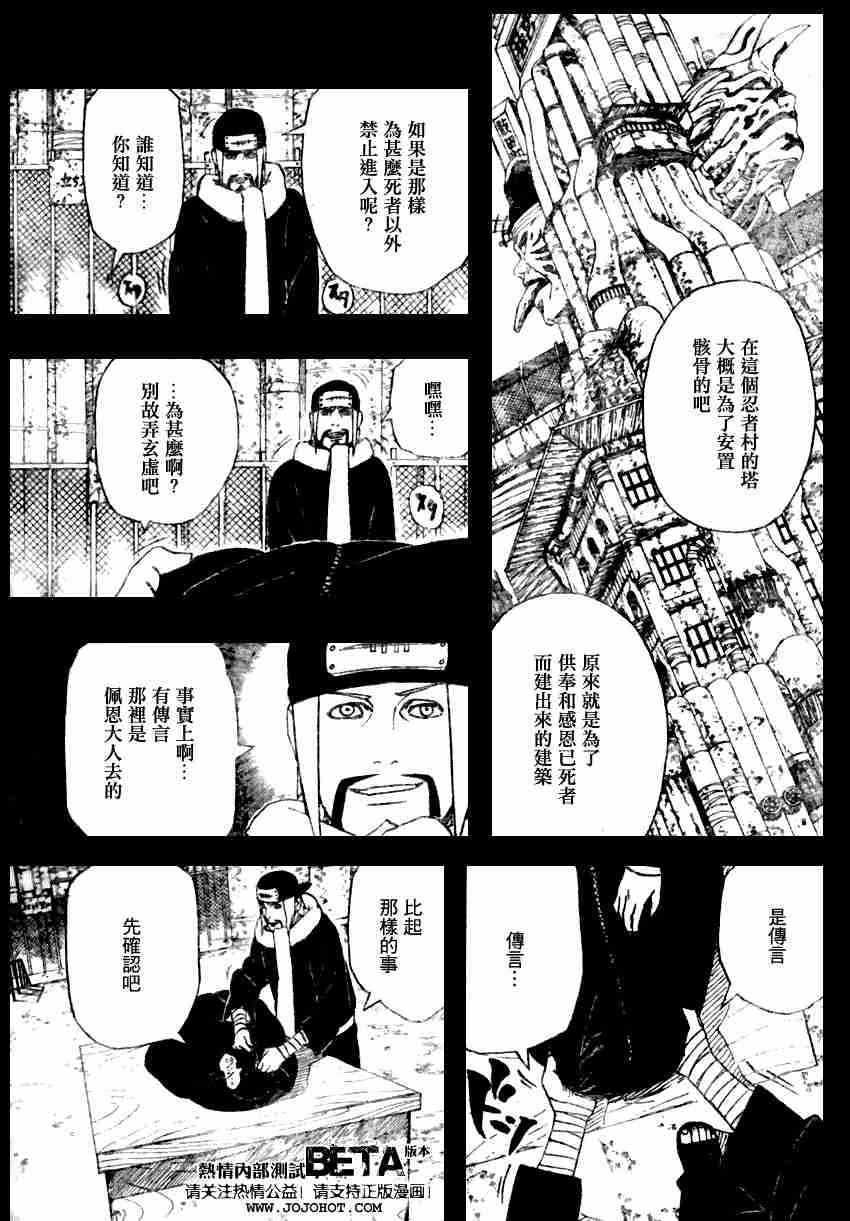 在這個忍者村的塔
大概是為了安置
骸骨的吧
原來就是為了
供奉和感恩已死者
而建出來的建築
如果是那樣
為甚麼死者以外
禁止進入呢？
誰知道…
你知道？
嘿嘿…
…為甚麼啊？
別故弄玄虛吧
事實上啊…
有傳言
那裡是
佩恩大人去的
是傳言
傳言…
ドッ
比起
那樣的事
先確認吧
熱情內部測試 BETA版本
请关注热情公益！请支持正版漫画！
WWW.JOJOHOT.COM